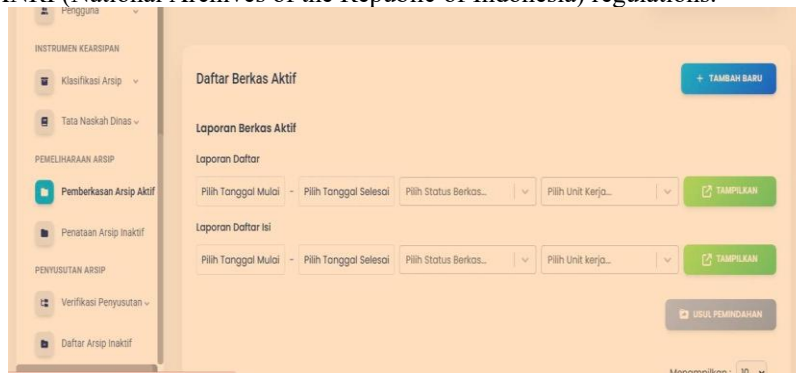 ANRI (National Archives of the Republic of Indonesia) regulations.
Pengguna
INSTRUMEN KEARSIPAN
Klasifikasi Arsip
Tata Naskah Dinas
PEMELIHARAAN ARSIP
Pemberkasan Arsip Aktif
Penataan Arsip Inaktif
PENYUSUTAN ARSIP
Verifikasi Penyusutan
Daftar Arsip Inaktif
Daftar Berkas Aktif
+ TAMBAH BARU
Laporan Berkas Aktif
Laporan Daftar
Pilih Tanggal Mulai - Pilih Tanggal Selesai Pilih Status Berkas... Pilih Unit Kerja... TAMPILKAN
Laporan Daftar Isi
Pilih Tanggal Mulai - Pilih Tanggal Selesai Pilih Status Berkas... Pilih Unit kerja... TAMPILKAN
USUL PEMINDAHAN
Menampilkan : 10